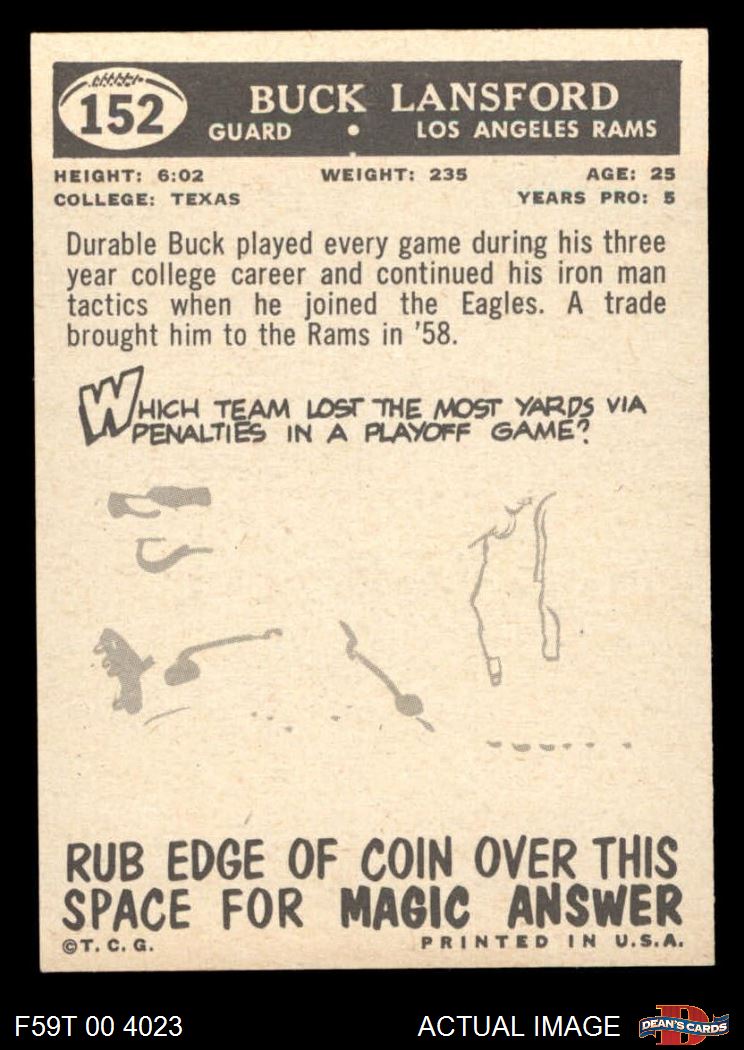 152
BUCK LANSFORD
GUARD • LOS ANGELES RAMS
HEIGHT: 6:02 WEIGHT: 235 AGE: 25
COLLEGE: TEXAS YEARS PRO: 5
Durable Buck played every game during his three
year college career and continued his iron man
tactics when he joined the Eagles. A trade
brought him to the Rams in '58.
WHICH TEAM LOST THE MOST YARDS VIA
PENALTIES IN A PLAYOFF GAME?
RUB EDGE OF COIN OVER THIS
SPACE FOR MAGIC ANSWER
©T. C. G. PRINTED IN U.S.A.
F59T 00 4023 ACTUAL IMAGE DEAN'S CARDS